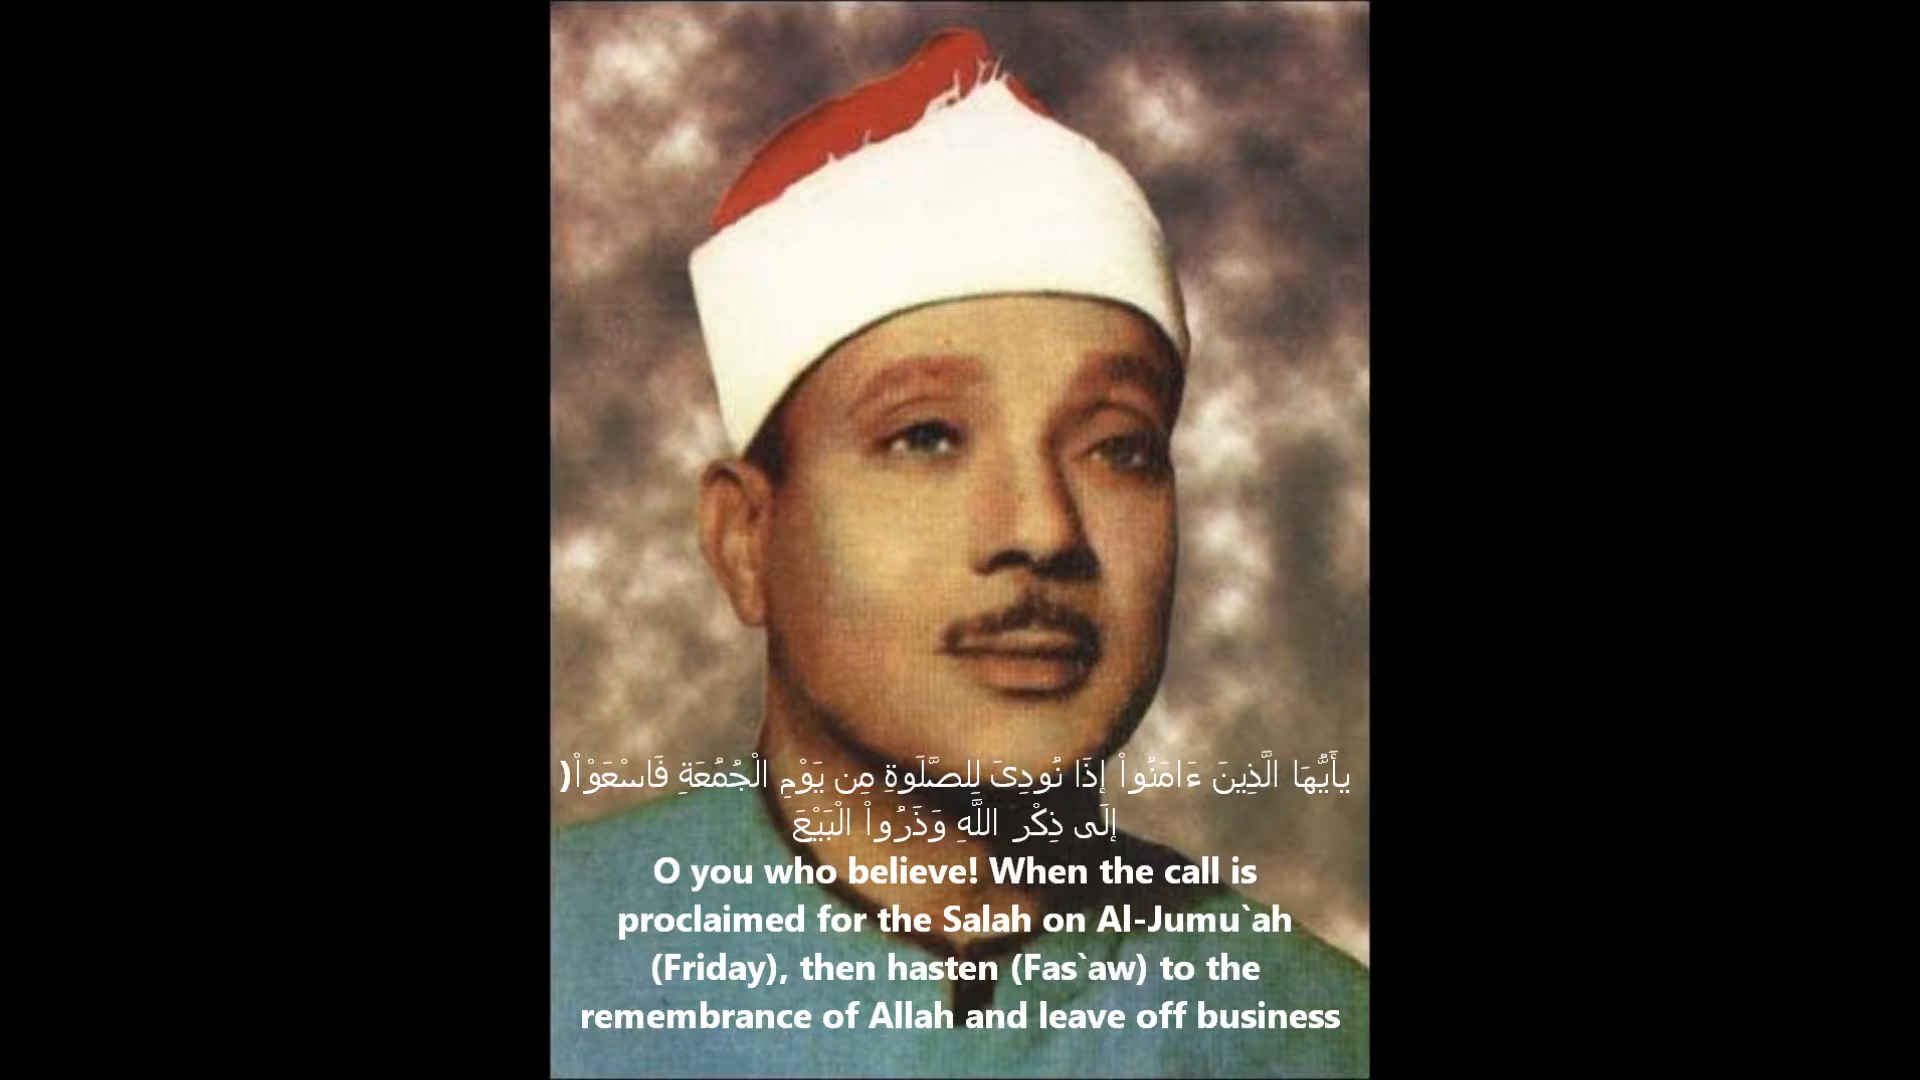 يأَيُّهَا الَّذِينَ ءَامَنُواْ إِذَا نُودِىَ لِلصَّلَوةِ مِن يَوْمِ الْجُمُعَةِ فَاسْعَوْاْ(
إِلَى ذِكْرِ اللَّهِ وَذَرُواْ الْبَيْعَ
O you who believe! When the call is
proclaimed for the Salah on Al-Jumu`ah
(Friday), then hasten (Fas`aw) to the
remembrance of Allah and leave off business